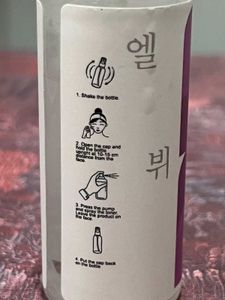 엘
뷔
1. Shake the bottle.
2. Open the cap and
hold the bottle
upright at 10-15 cm
distance from the
face.
3. Press the pump
and spray the toner.
Leave the product on
the face.
4. Put the cap back
on the bottle.